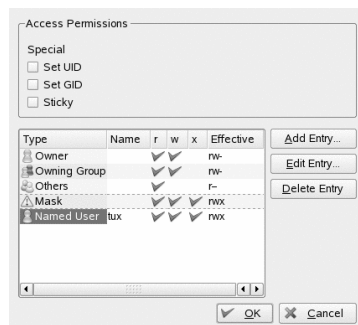 Access Permissions
Special
Set UID
Set GID
Sticky
Type Name r w x Effective
Owner rw-
Owning Group rw-
Others r--
Mask rwx
Named User tux rwx
Add Entry...
Edit Entry...
Delete Entry
OK
Cancel